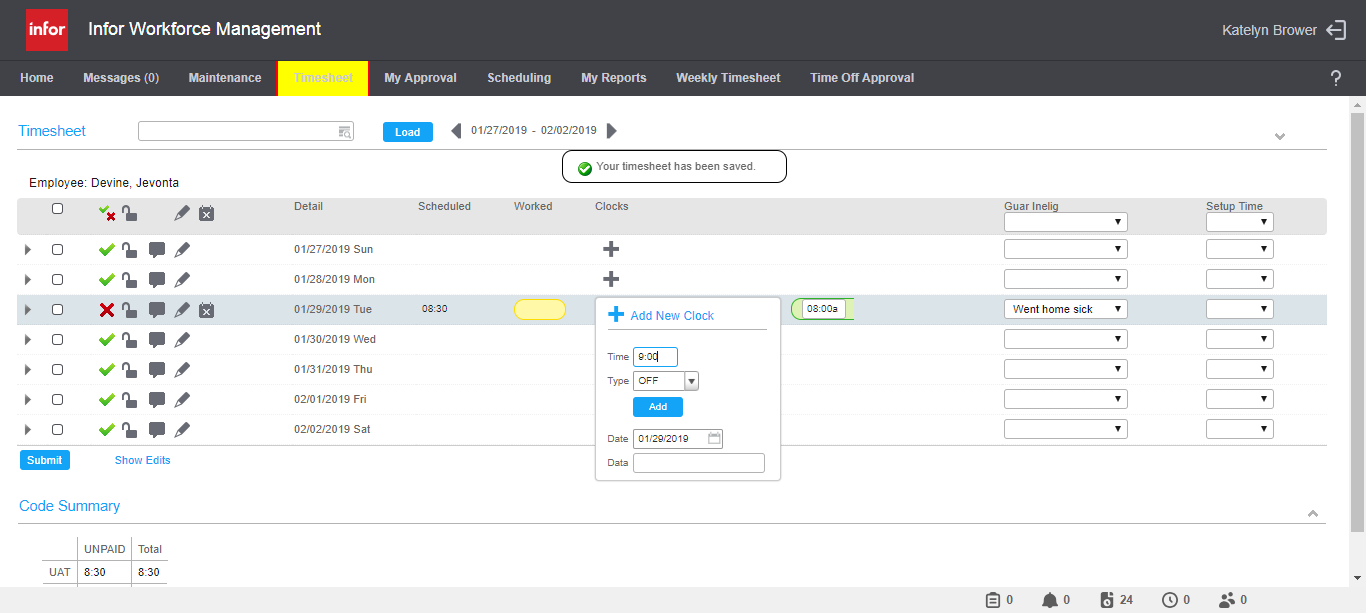 infor Infor Workforce Management Katelyn Brower
Home Messages (0) Maintenance Timesheet My Approval Scheduling My Reports Weekly Timesheet Time Off Approval ?
Timesheet Load 01/27/2019 - 02/02/2019
Your timesheet has been saved.
Employee: Devine, Jevonta
Detail Scheduled Worked Clocks Guar Inelig Setup Time
01/27/2019 Sun
01/28/2019 Mon
01/29/2019 Tue 08:30 08:00a Went home sick
Add New Clock
01/30/2019 Wed
Time 9:00
01/31/2019 Thu
Type OFF
02/01/2019 Fri
Add
02/02/2019 Sat
Date 01/29/2019
Data
Submit Show Edits
Code Summary
UNPAID Total
UAT 8:30 8:30
0 0 24 0 0